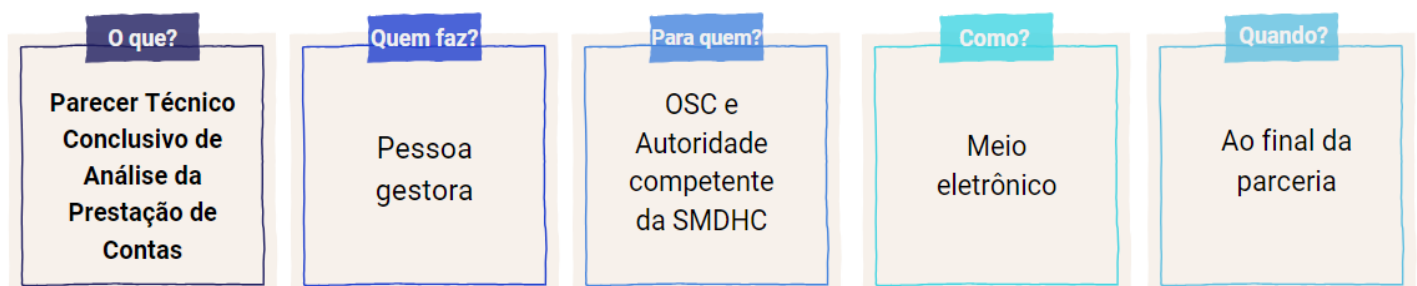 O que?
Parecer Técnico
Conclusivo de
Análise da
Prestação de
Contas
Quem faz?
Pessoa
gestora
Para quem?
OSC e
Autoridade
competente
da SMDHC
Como?
Meio
eletrônico
Quando?
Ao final da
parceria